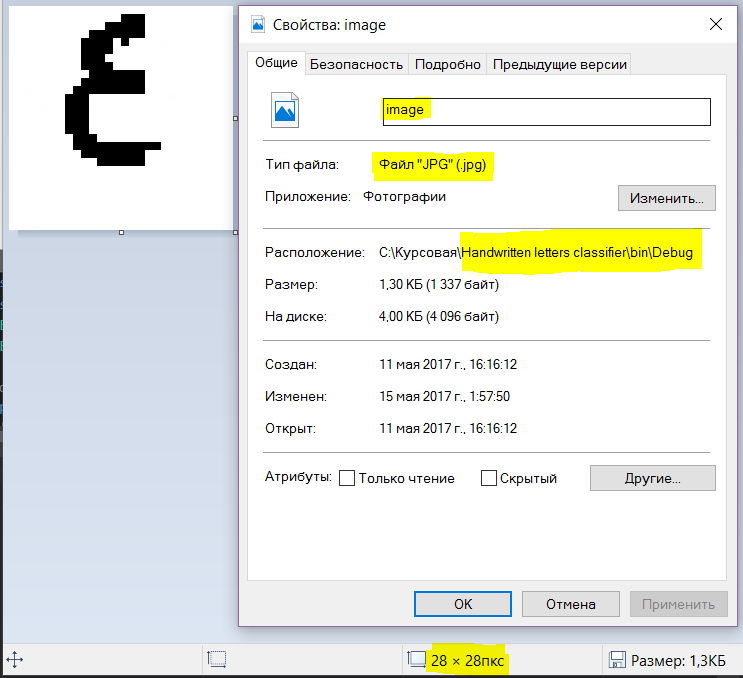 Свойства: image
Общие
Безопасность
Подробно
Предыдущие версии
image
Тип файла: Файл "JPG" (.jpg)
Приложение: Фотографии
Изменить...
Расположение: C:\Курсовая\Handwritten letters classifier\bin\Debug
Размер: 1,30 КБ (1 337 байт)
На диске: 4,00 КБ (4 096 байт)
Создан: 11 мая 2017 г., 16:16:12
Изменен: 15 мая 2017 г., 1:57:50
Открыт: 11 мая 2017 г., 16:16:12
Атрибуты: Только чтение Скрытый Другие...
OK Отмена Применить
28 × 28пкс Размер: 1,3КБ